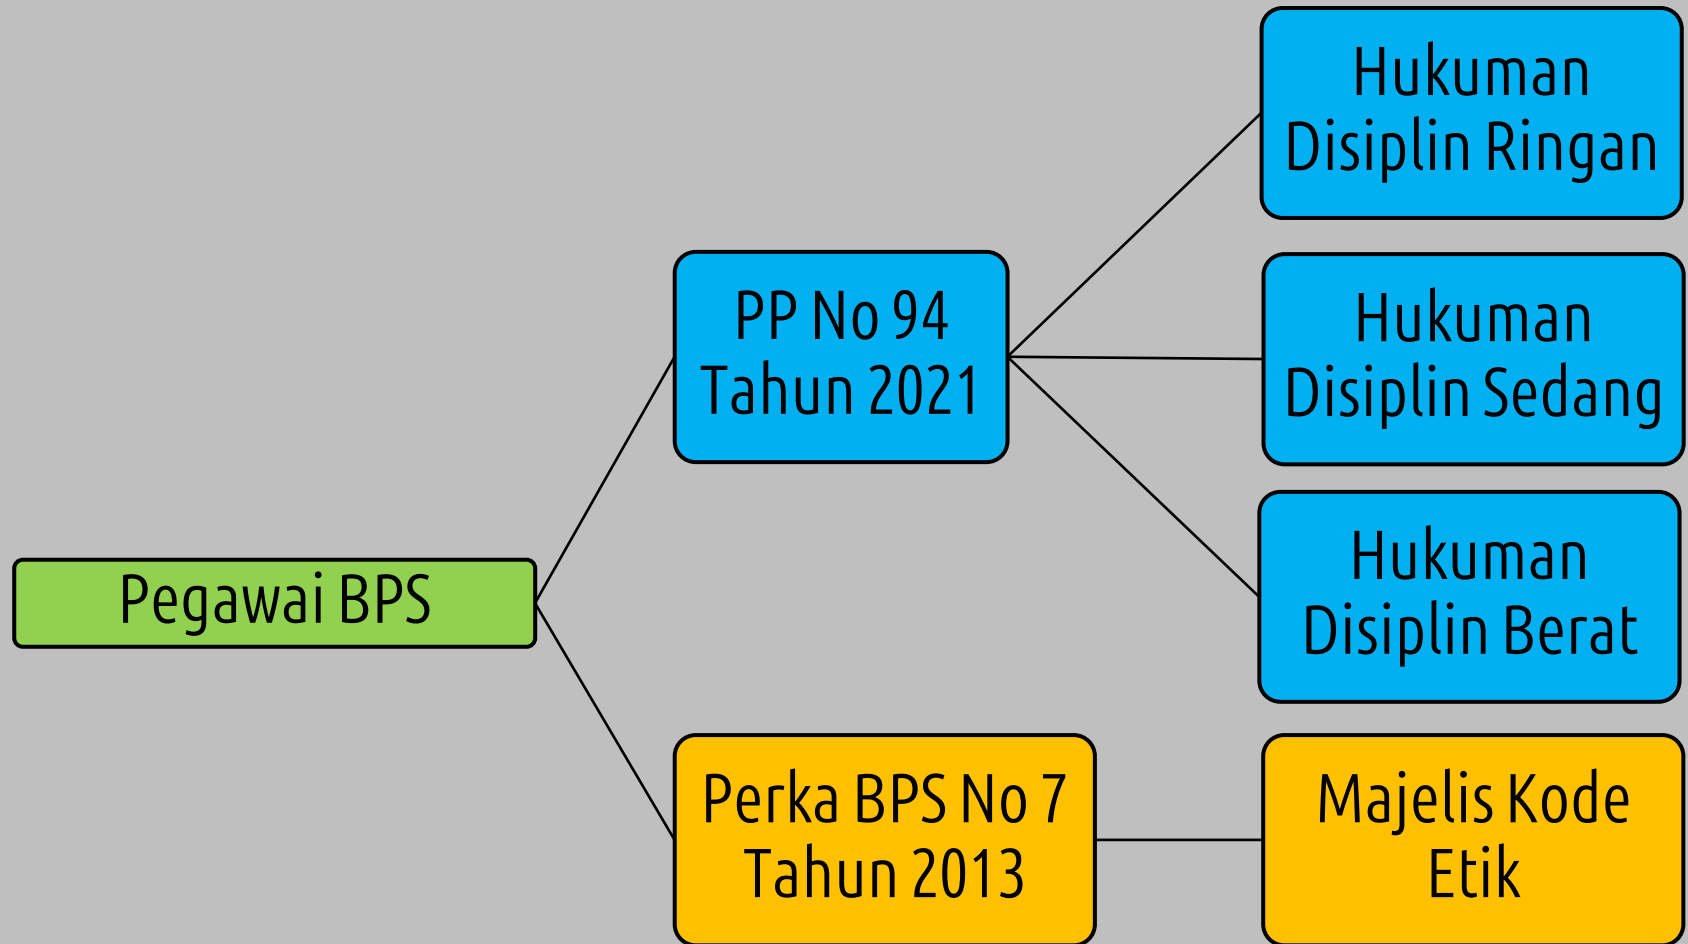 Hukuman
Disiplin Ringan
PP No 94
Tahun 2021
Hukuman
Disiplin Sedang
Hukuman
Disiplin Berat
Pegawai BPS
Perka BPS No 7
Tahun 2013
Majelis Kode
Etik